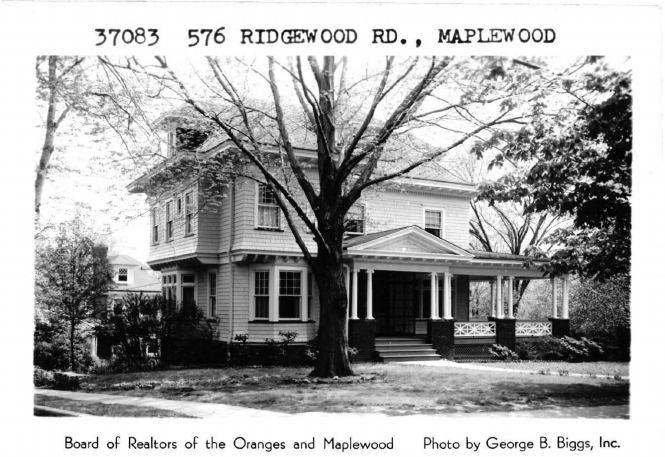 37083 576 RIDGEWOOD RD., MAPLEWOOD
Board of Realtors of the Oranges and Maplewood Photo by George B. Biggs, Inc.